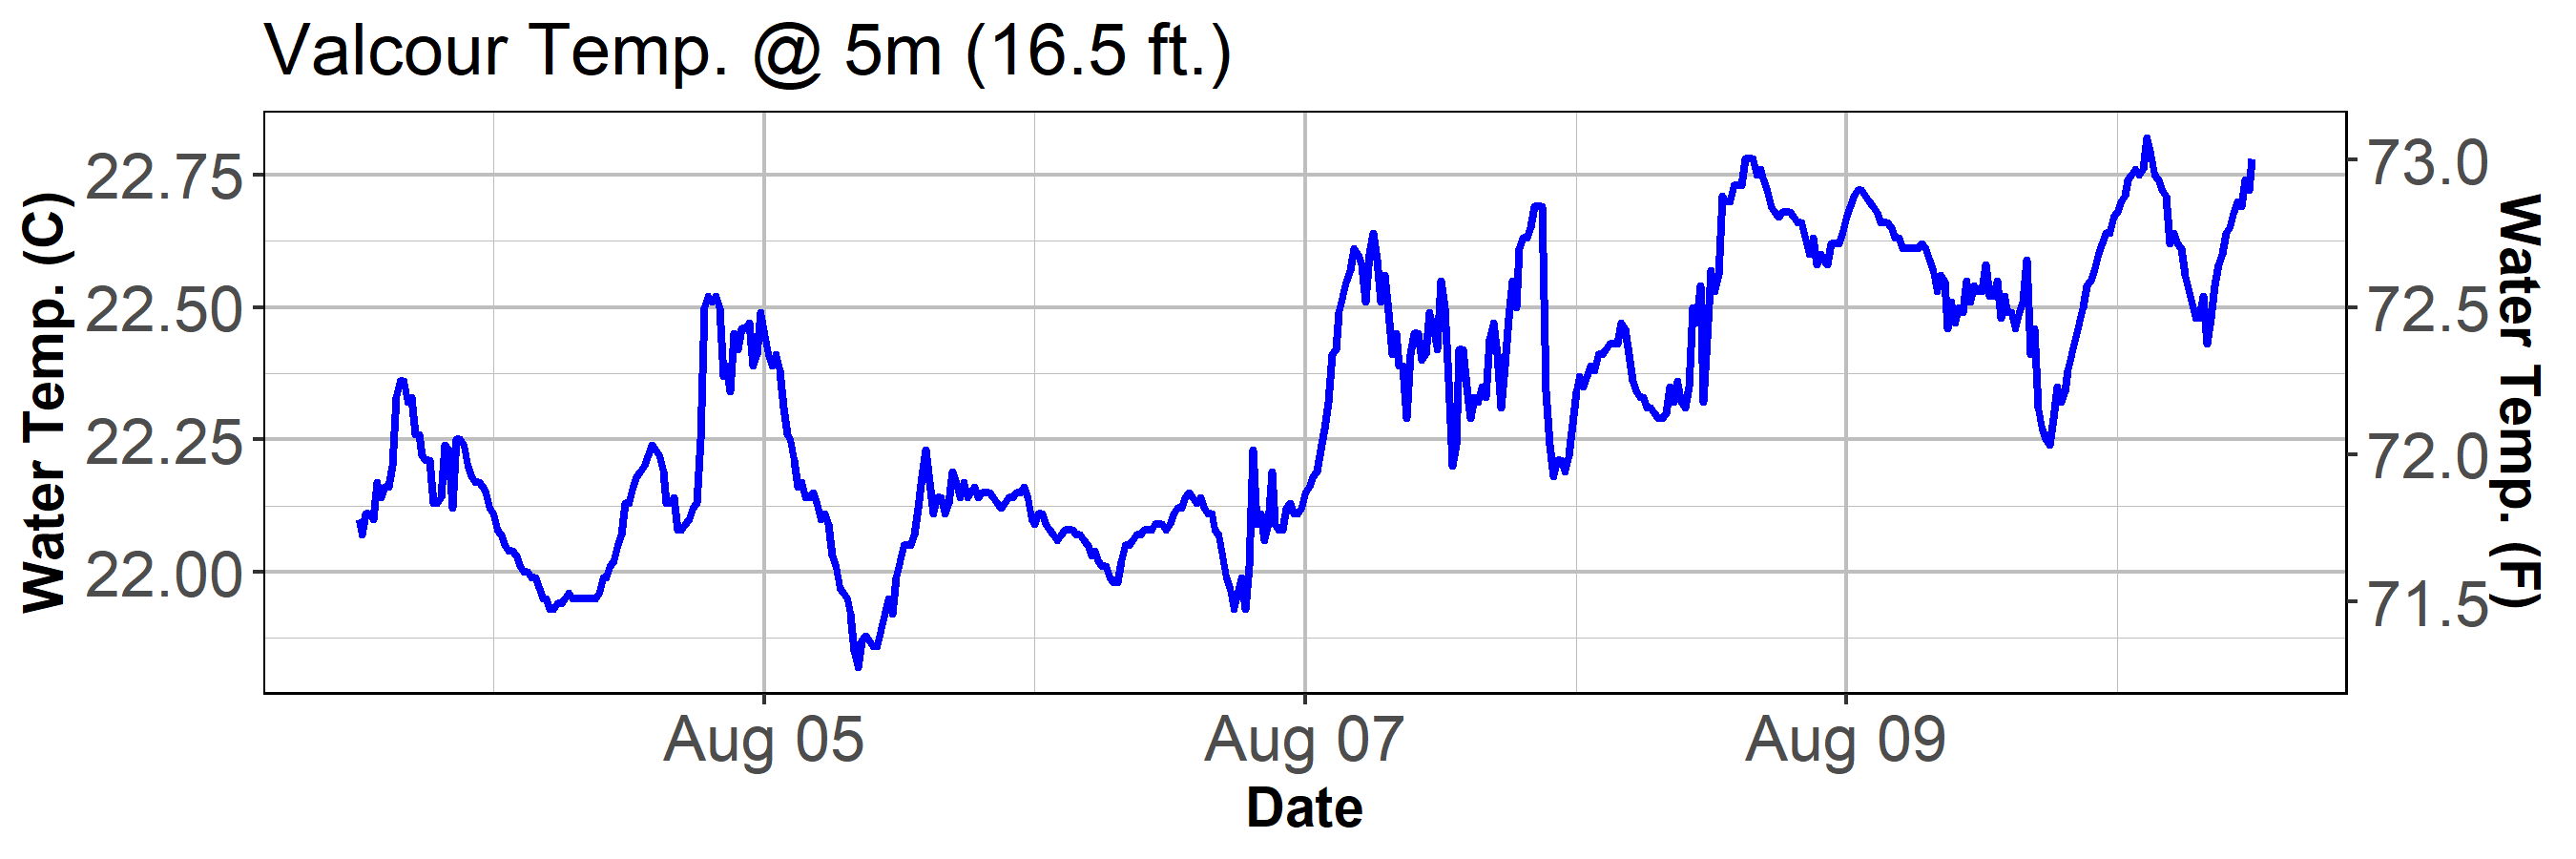 Valcour Temp. @ 5m (16.5 ft.)
Water Temp. (C)
22.75
22.50
22.25
22.00
73.0
72.5
72.0
71.5
Water Temp. (F)
Aug 05 Aug 07 Aug 09
Date